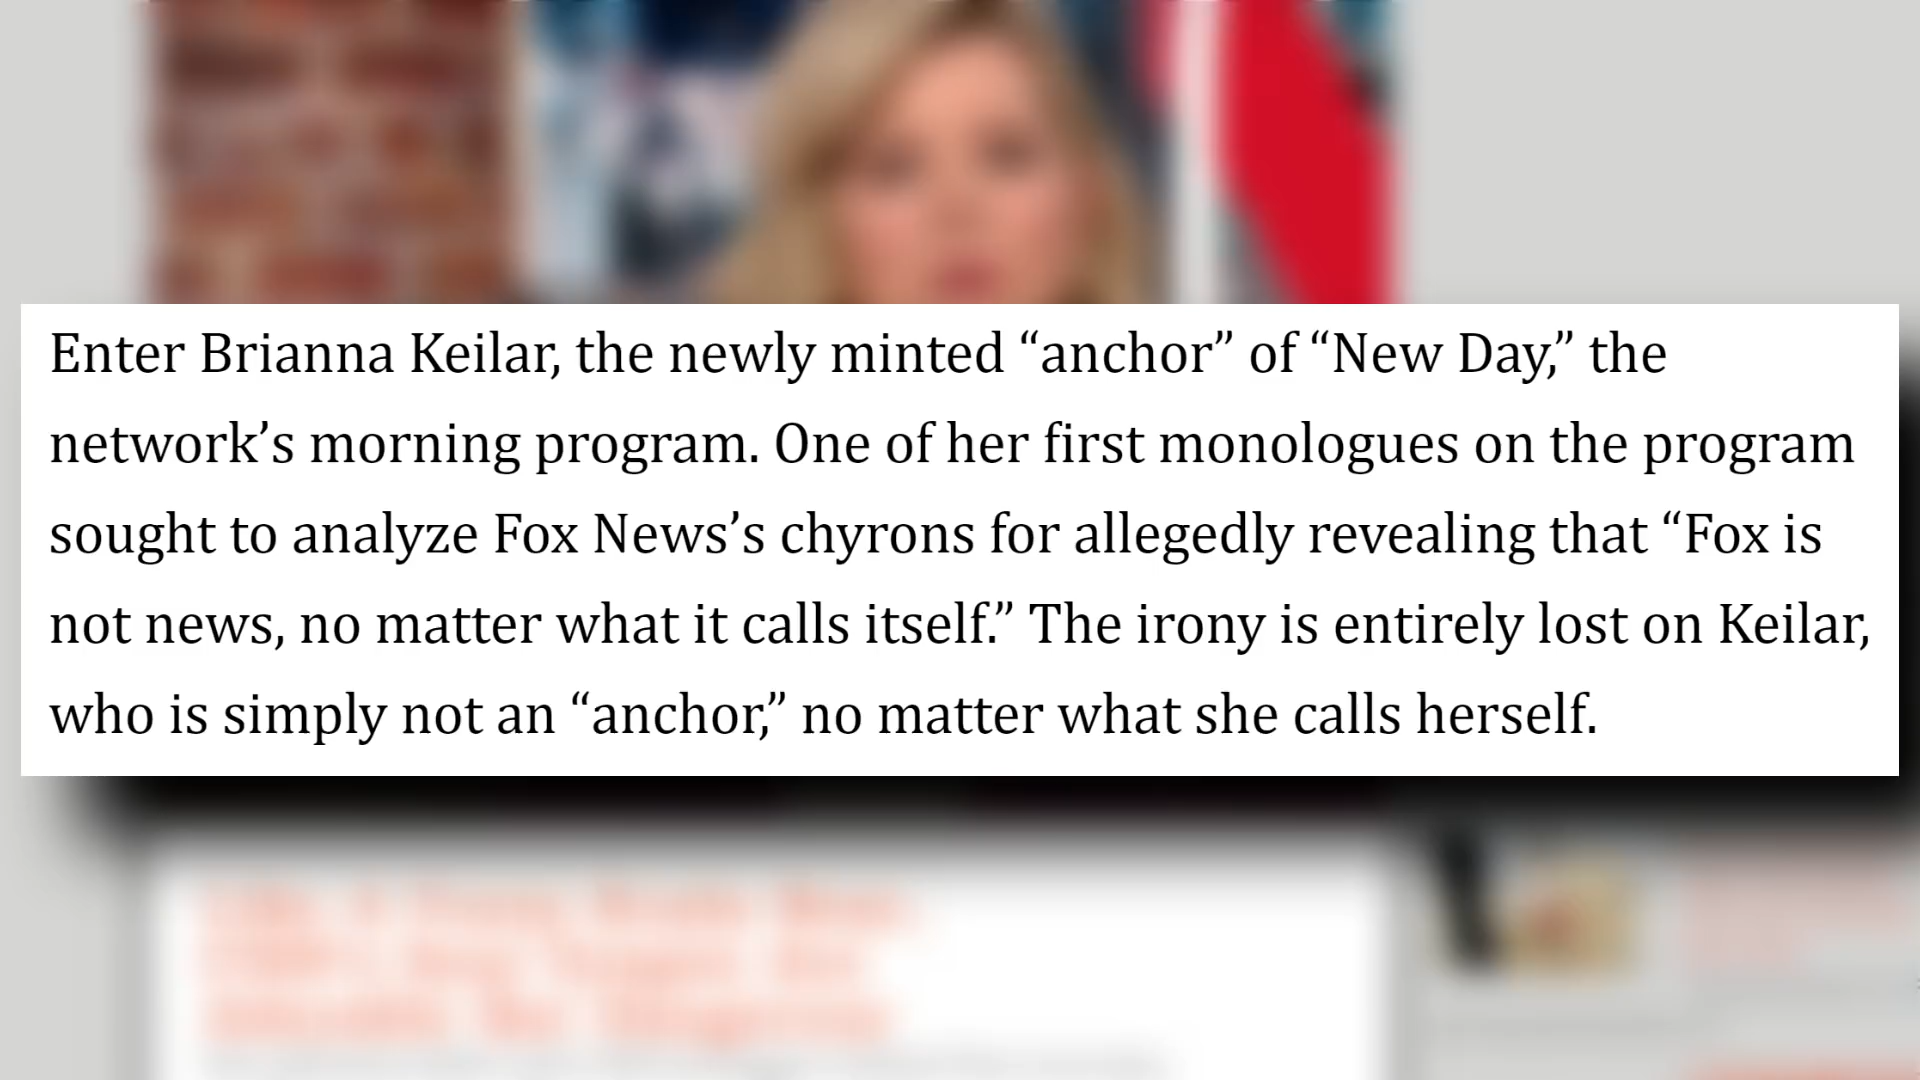 Enter Brianna Keilar, the newly minted “anchor” of “New Day,” the
network’s morning program. One of her first monologues on the program
sought to analyze Fox News’s chyrons for allegedly revealing that “Fox is
not news, no matter what it calls itself.” The irony is entirely lost on Keilar,
who is simply not an “anchor,” no matter what she calls herself.